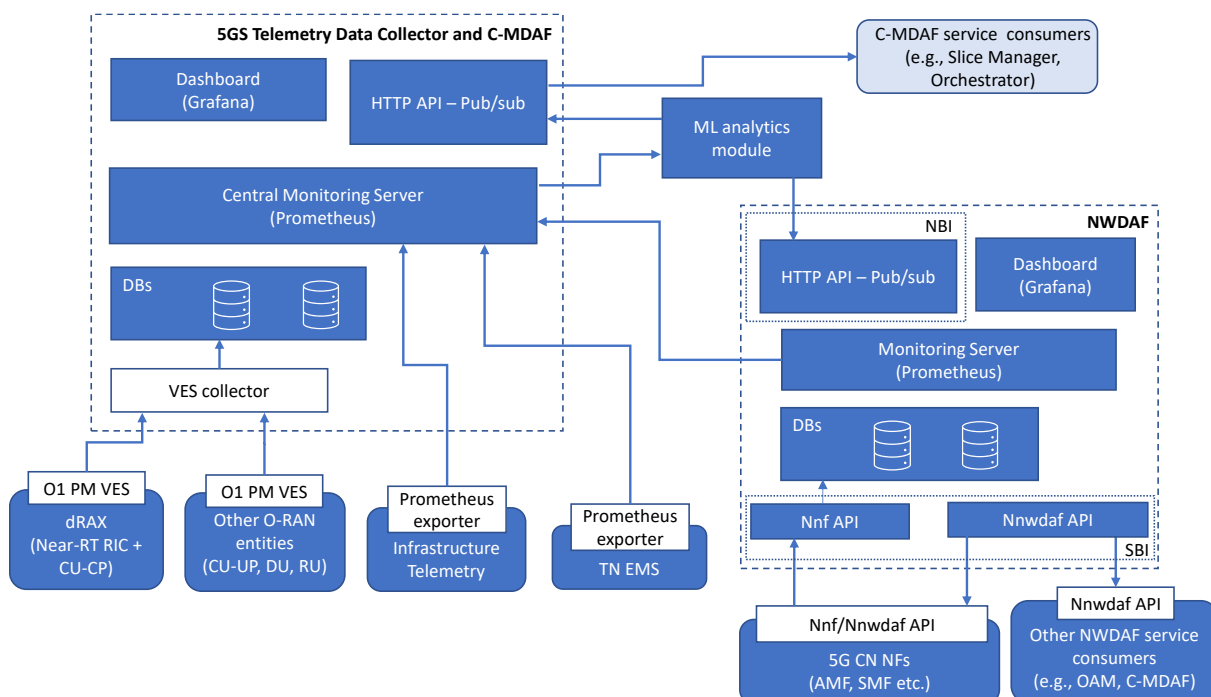 5GS Telemetry Data Collector and C-MDAF
Dashboard
(Grafana)
HTTP API – Pub/sub
C-MDAF service consumers
(e.g., Slice Manager,
Orchestrator)
ML analytics
module
Central Monitoring Server
(Prometheus)
DBs
VES collector
NWDAF
NBI
HTTP API – Pub/sub
Dashboard
(Grafana)
Monitoring Server
(Prometheus)
DBs
Nnf API
Nnwdaf API
SBI
O1 PM VES
dRAX
(Near-RT RIC +
CU-CP)
O1 PM VES
Other O-RAN
entities
(CU-UP, DU, RU)
Prometheus
exporter
Infrastructure
Telemetry
Prometheus
exporter
TN EMS
Nnf/Nnwdaf API
5G CN NFs
(AMF, SMF etc.)
Nnwdaf API
Other NWDAF service
consumers
(e.g., OAM, C-MDAF)